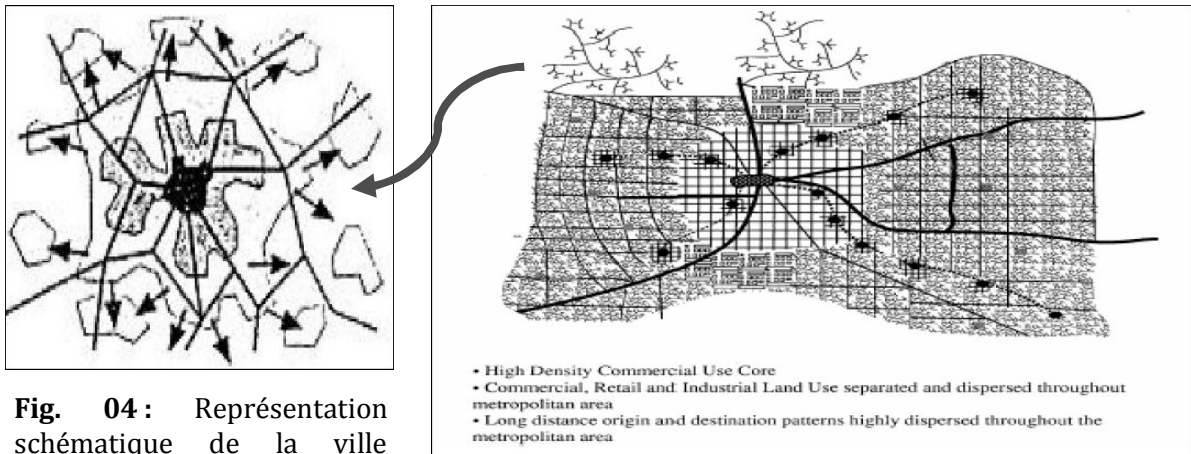 • High Density Commercial Use Core
• Commercial, Retail and Industrial Land Use separated and dispersed throughout
metropolitan area
• Long distance origin and destination patterns highly dispersed throughout the
metropolitan area
Fig. 04 : Représentation
schématique de la ville